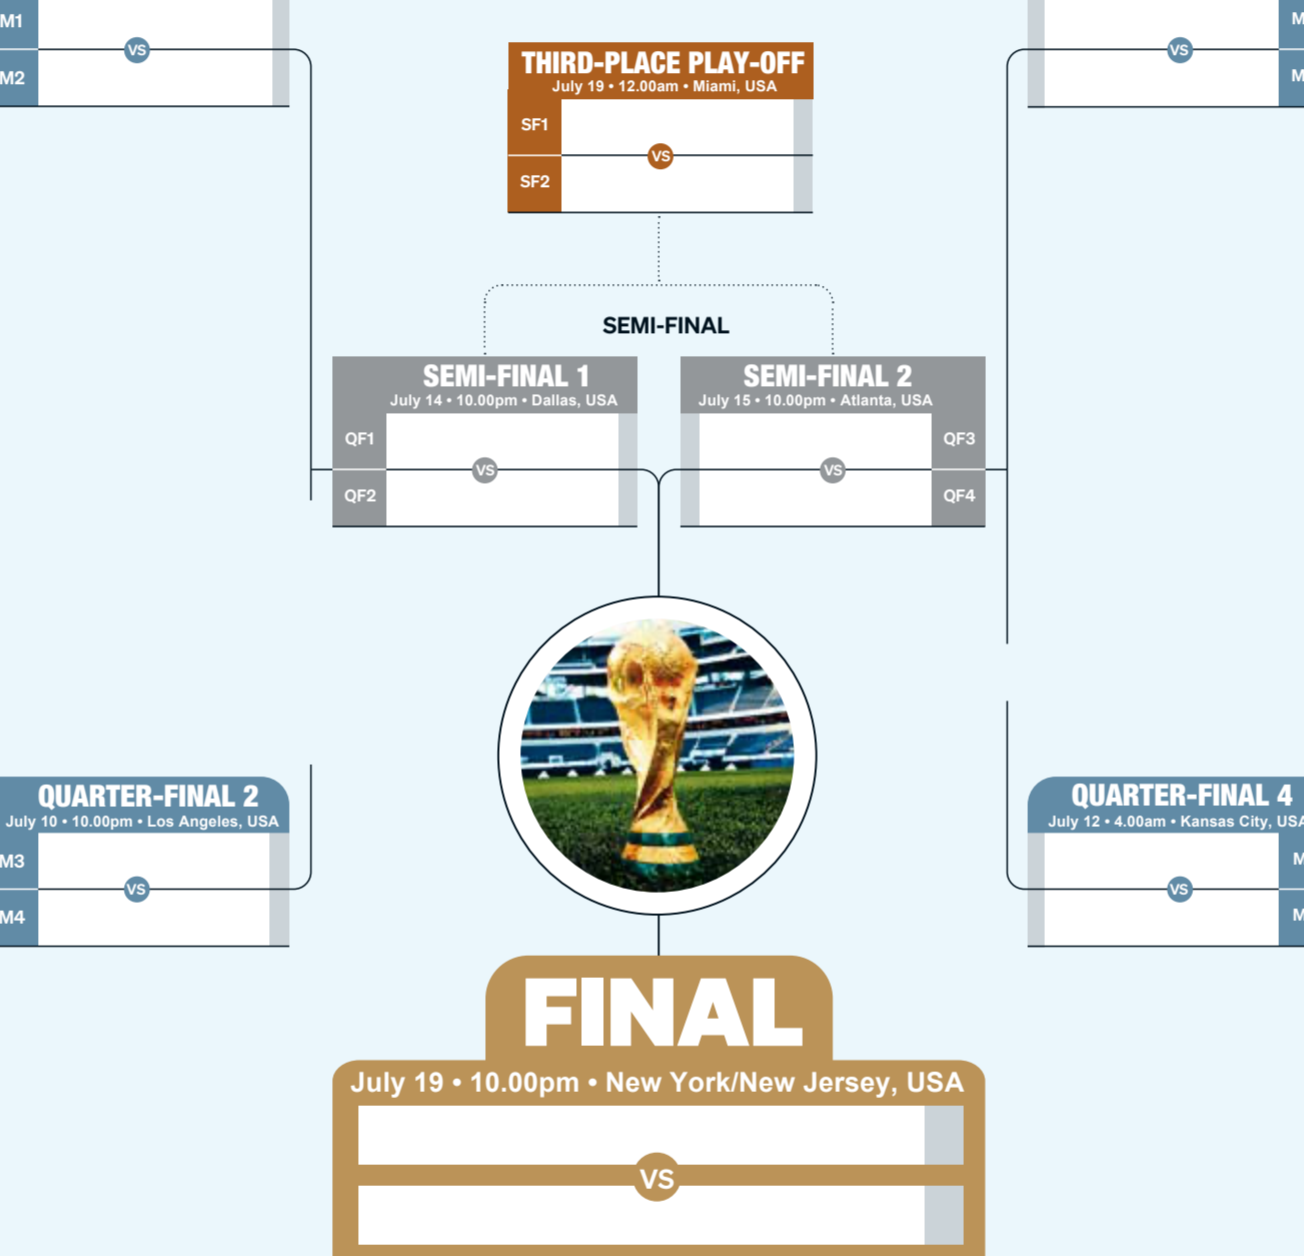 M1
VS
M2
M
VS
M
THIRD-PLACE PLAY-OFF
July 19 • 12.00am • Miami, USA
SF1
VS
SF2
SEMI-FINAL
SEMI-FINAL 1
July 14 • 10.00pm • Dallas, USA
QF1
VS
QF2
SEMI-FINAL 2
July 15 • 10.00pm • Atlanta, USA
QF3
VS
QF4
QUARTER-FINAL 2
July 10 • 10.00pm • Los Angeles, USA
M3
VS
M4
QUARTER-FINAL 4
July 12 • 4.00am • Kansas City, USA
M
VS
M
FINAL
July 19 • 10.00pm • New York/New Jersey, USA
VS